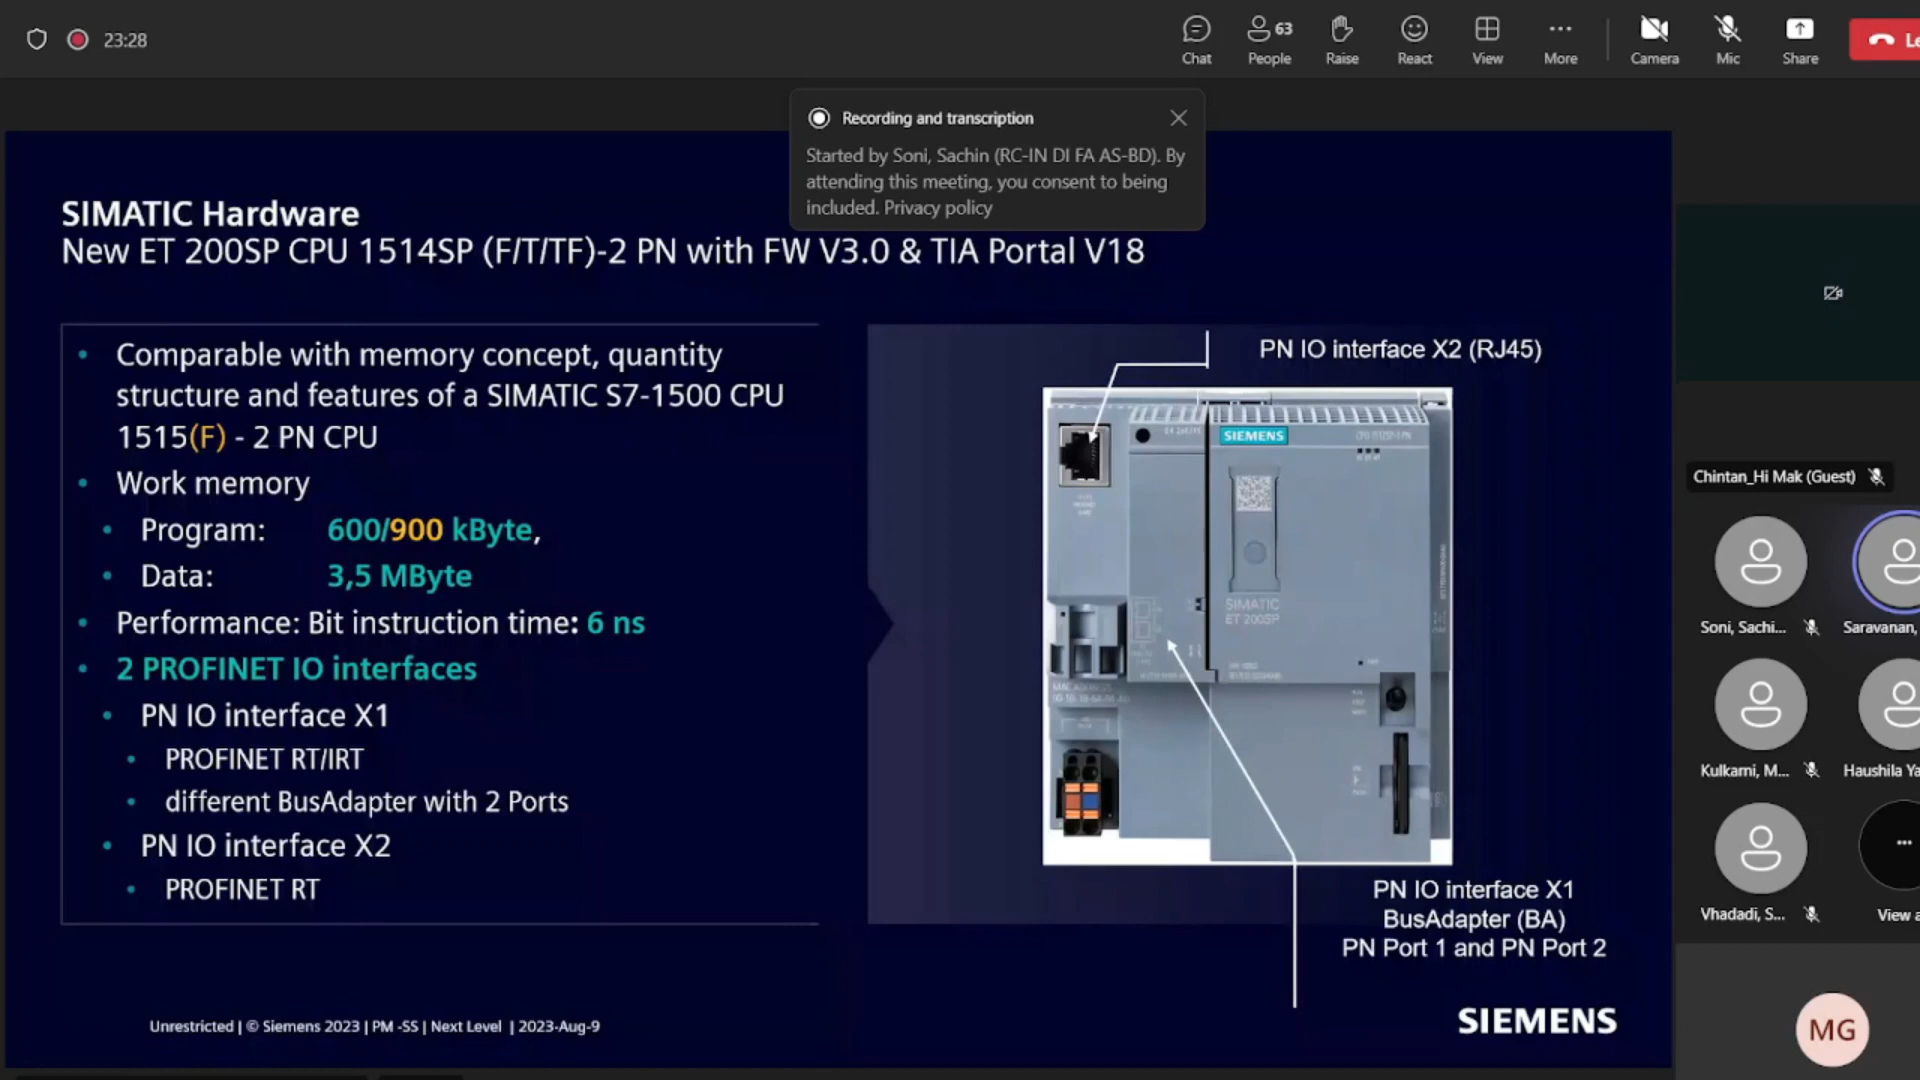 23:28
Chat
People
63
Raise
React
View
More
Camera
Mic
Share
Recording and transcription
Started by Soni, Sachin (RC-IN DI FA AS-BD). By
attending this meeting, you consent to being
included. Privacy policy
SIMATIC Hardware
New ET 200SP CPU 1514SP (F/T/TF)-2 PN with FW V3.0 & TIA Portal V18
• Comparable with memory concept, quantity
structure and features of a SIMATIC S7-1500 CPU
1515(F) - 2 PN CPU
• Work memory
• Program: 600/900 kByte,
• Data: 3,5 MByte
• Performance: Bit instruction time: 6 ns
• 2 PROFINET IO interfaces
• PN IO interface X1
• PROFINET RT/IRT
• different BusAdapter with 2 Ports
• PN IO interface X2
• PROFINET RT
PN IO interface X2 (RJ45)
SIEMENS
SIMATIC
ET 200SP
PN IO interface X1
BusAdapter (BA)
PN Port 1 and PN Port 2
Unrestricted | © Siemens 2023 | PM -SS | Next Level | 2023-Aug-9
SIEMENS
Chintan_Hi Mak (Guest)
Soni, Sachi...
Saravanan,
Kulkarni, M...
Haushila Ya
Vhadadi, S...
View a
MG